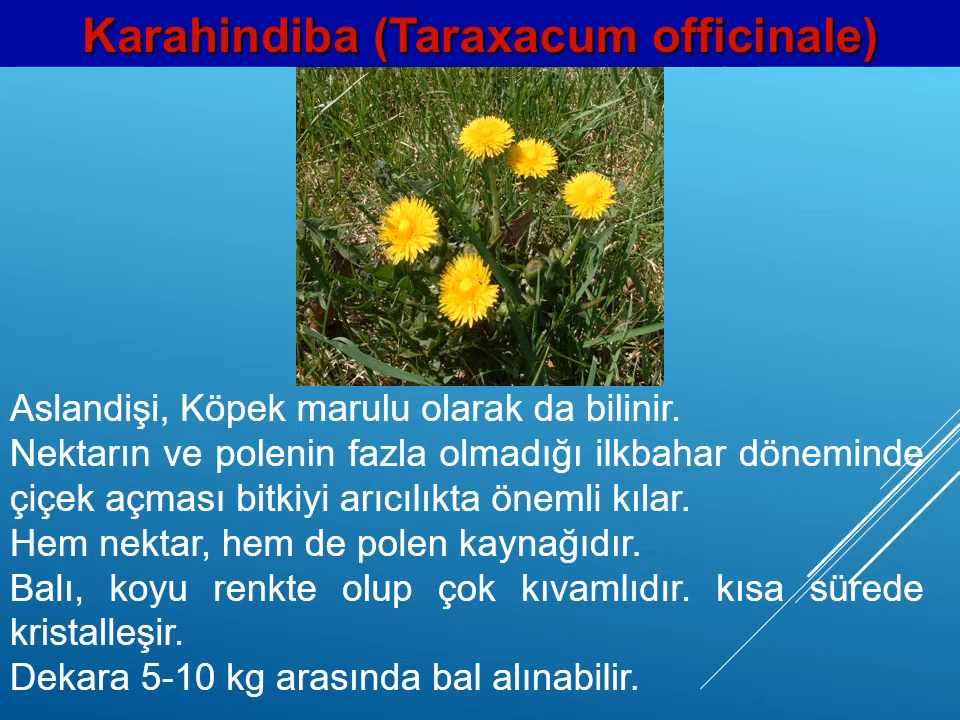 Karahindiba (Taraxacum officinale)
Aslandişi, Köpek marulu olarak da bilinir.
Nektarın ve polenin fazla olmadığı ilkbahar döneminde
çiçek açması bitkiyi arıcılıkta önemli kılar.
Hem nektar, hem de polen kaynağıdır.
Balı, koyu renkte olup çok kıvamlıdır. kısa sürede
kristalleşir.
Dekara 5-10 kg arasında bal alınabilir.